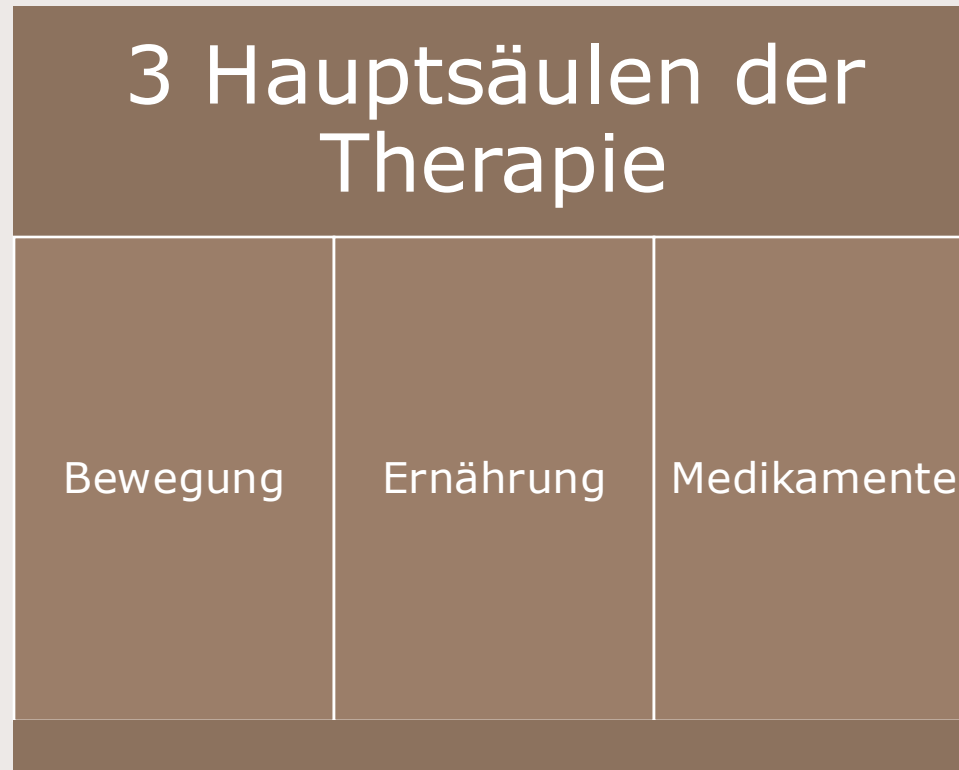 3 Hauptsäulen der
Therapie
Bewegung
Ernährung
Medikamente